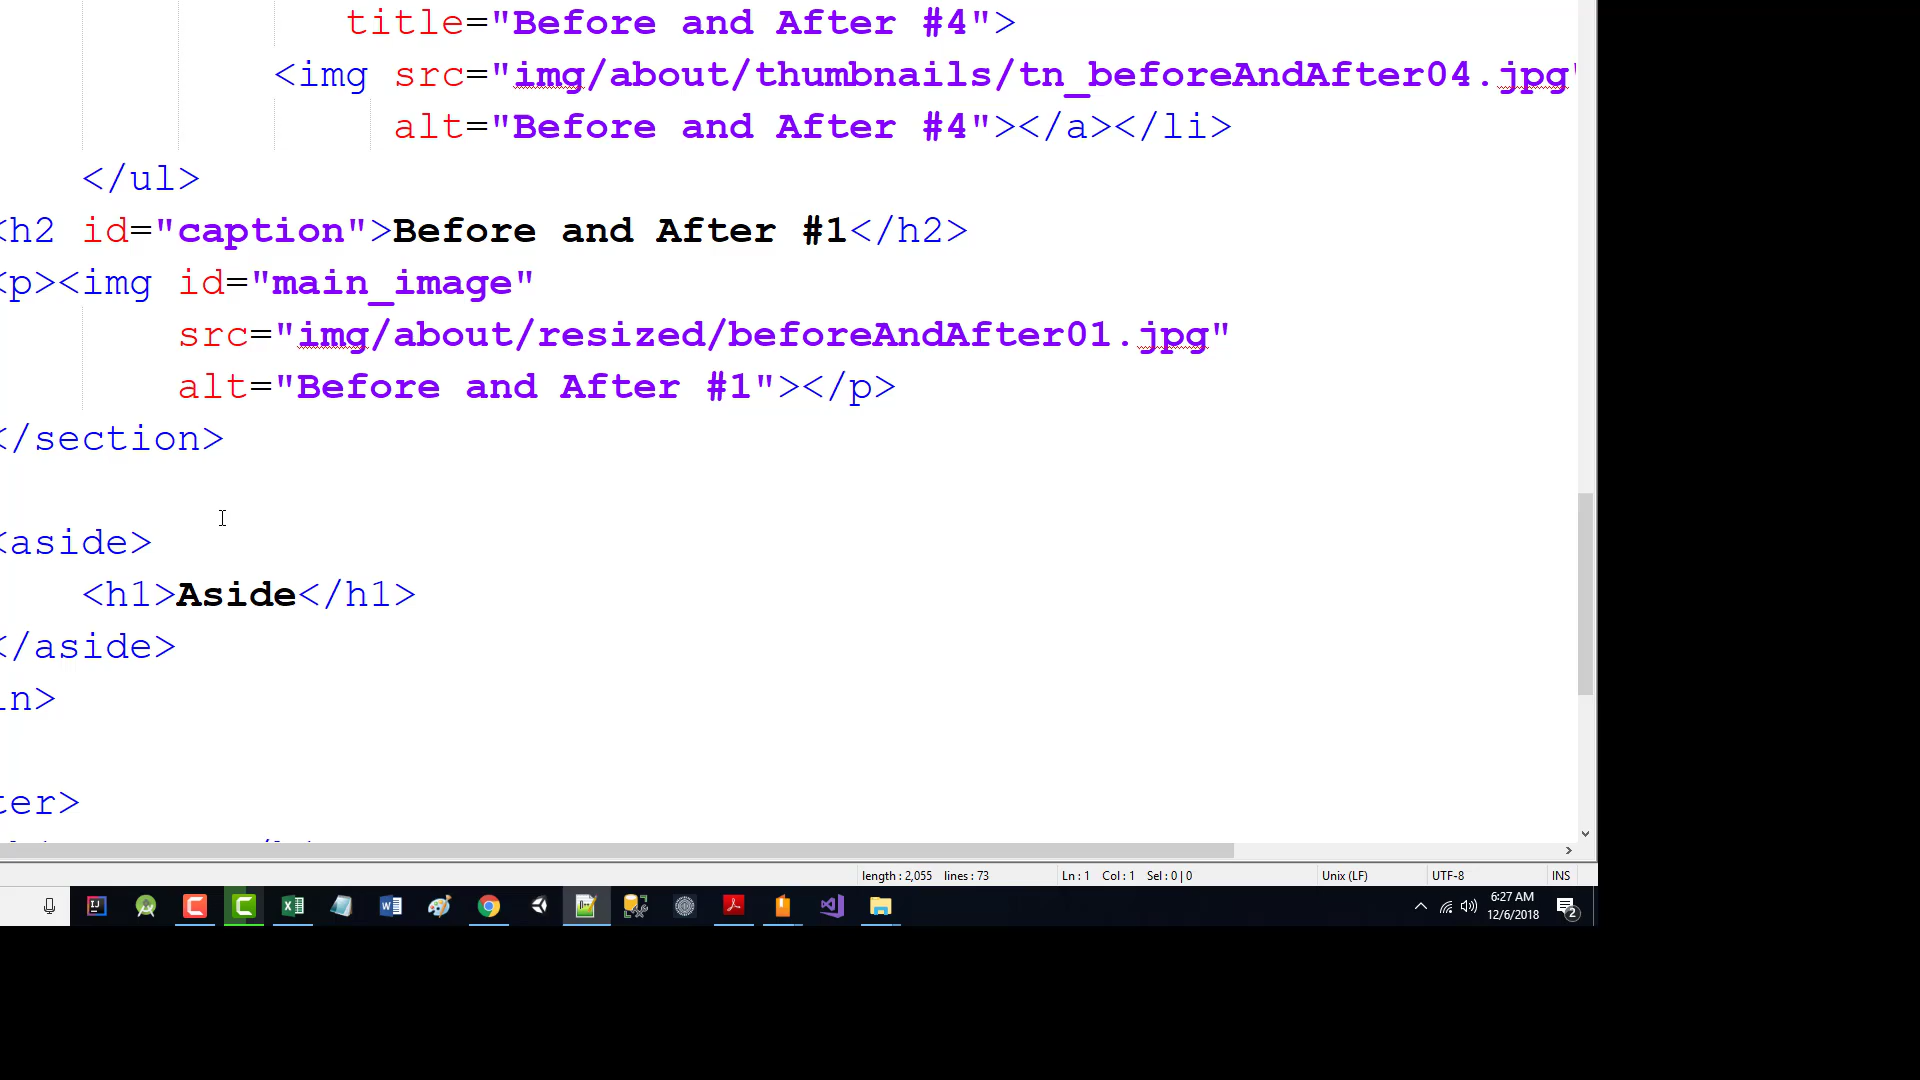 title="Before and After #4">
<img src="img/about/thumbnails/tn_beforeAndAfter04.jpg"
alt="Before and After #4"></a></li>
</ul>
<h2 id="caption">Before and After #1</h2>
<p><img id="main_image"
src="img/about/resized/beforeAndAfter01.jpg"
alt="Before and After #1"></p>
</section>
<aside>
<h1>Aside</h1>
</aside>
in>
ter>
length : 2,055 lines : 73 Ln : 1 Col : 1 Sel : 0 | 0 Unix (LF) UTF-8 INS
6:27 AM
12/6/2018
2